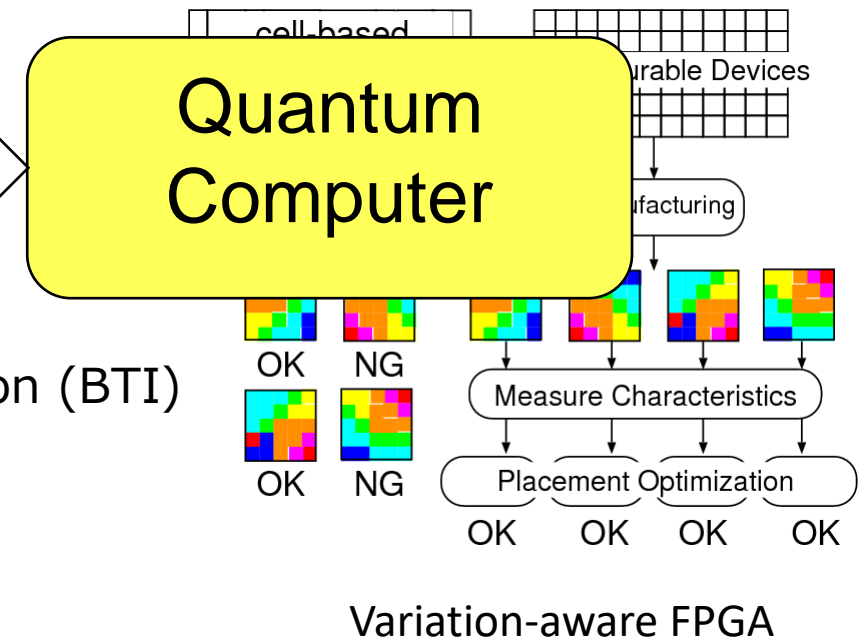 cell-based
urable Devices
Quantum
Computer
ufacturing
OK NG
on (BTI)
Measure Characteristics
OK NG
Placement Optimization
OK OK OK OK
Variation-aware FPGA